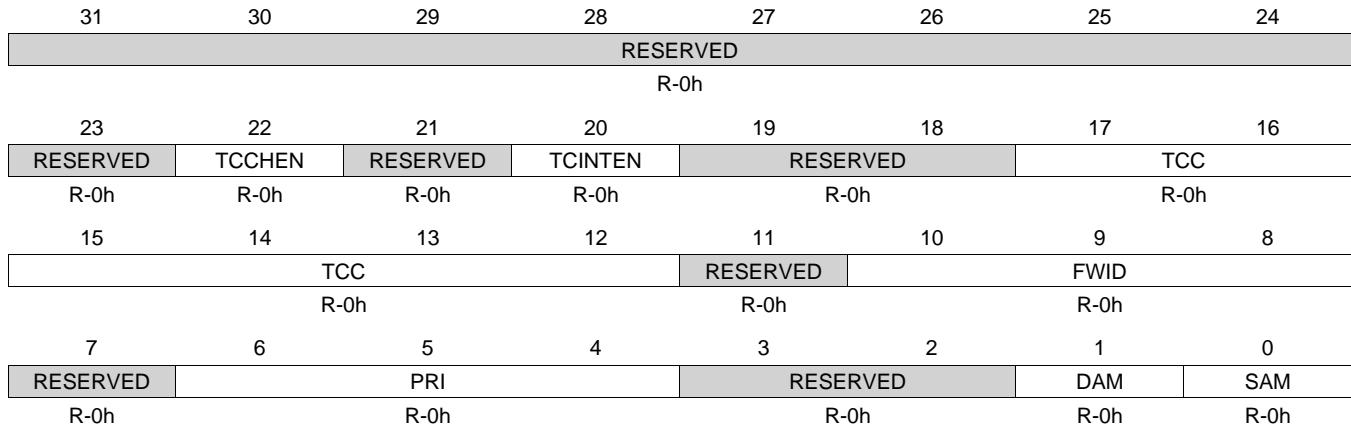 31 30 29 28 27 26 25 24
RESERVED
R-0h
23 22 21 20 19 18 17 16
RESERVED TCCHEN RESERVED TCINTEN RESERVED TCC
R-0h R-0h R-0h R-0h R-0h R-0h
15 14 13 12 11 10 9 8
TCC RESERVED FWID
R-0h R-0h R-0h
7 6 5 4 3 2 1 0
RESERVED PRI RESERVED DAM SAM
R-0h R-0h R-0h R-0h R-0h